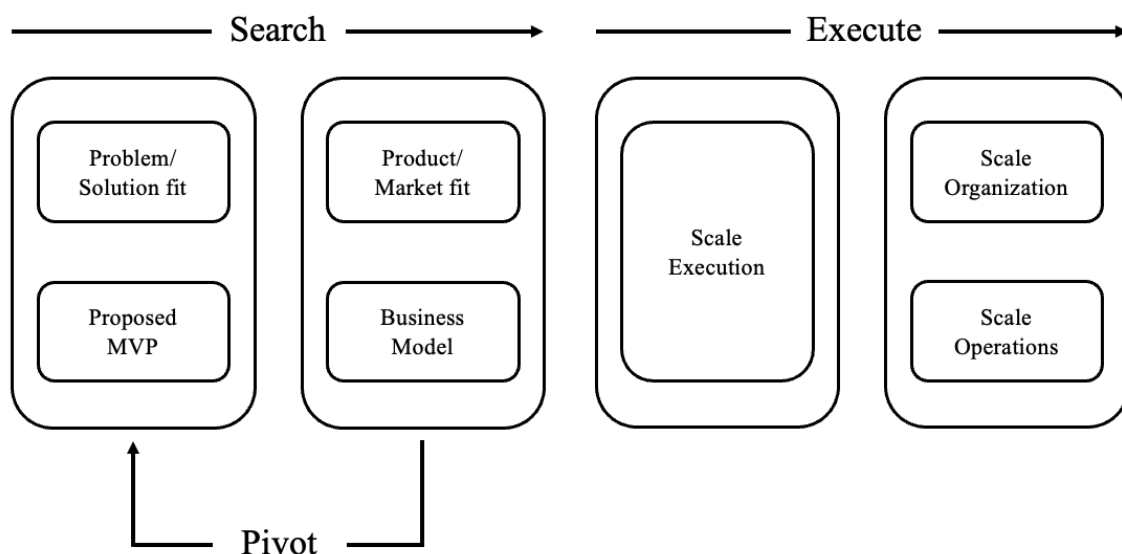 Search
Execute
Problem/
Solution fit
Proposed
MVP
Product/
Market fit
Business
Model
Scale
Execution
Scale
Organization
Scale
Operations
Pivot